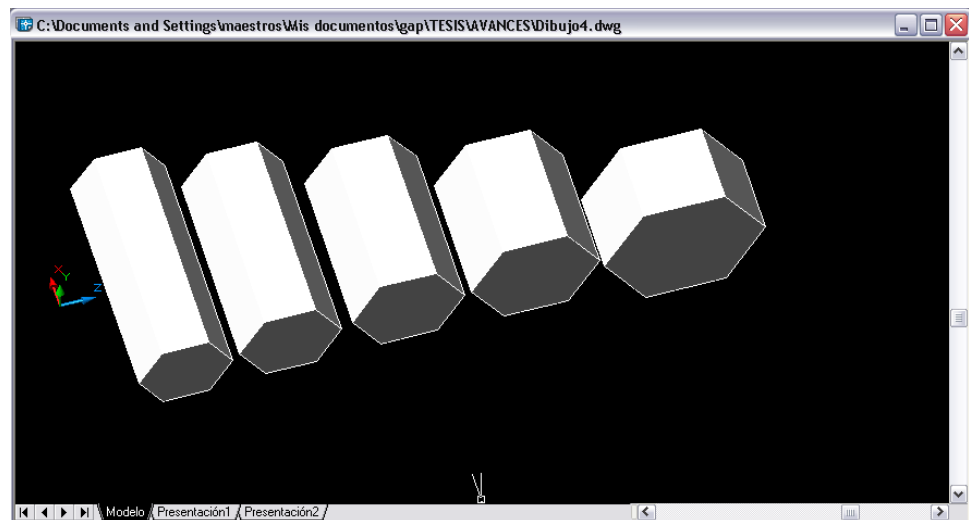 C:\Documents and Settings\maestros\Mis documentos\gap\TESIS\AVANCES\Dibujo4.dwg
X
Y
Z
Modelo Presentación1 Presentación2